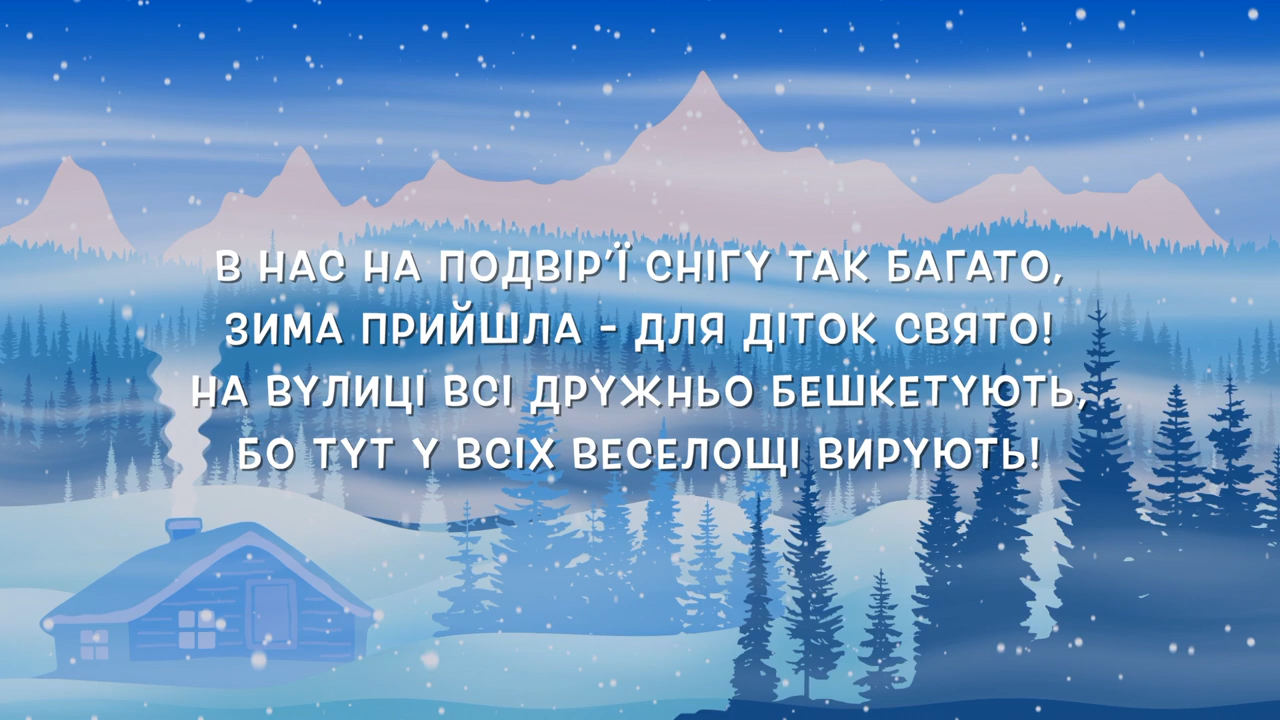 В НАС НА ПОДВІР'Ї СНІГУ ТАК БАГАТО,
ЗИМА ПРИЙШЛА - ДЛЯ ДІТОК СВЯТО!
НА ВУЛИЦІ ВСІ ДРУЖНЬО БЕШКЕТУЮТЬ,
БО ТУТ У ВСІХ ВЕСЕЛОЩІ ВИРУЮТЬ!